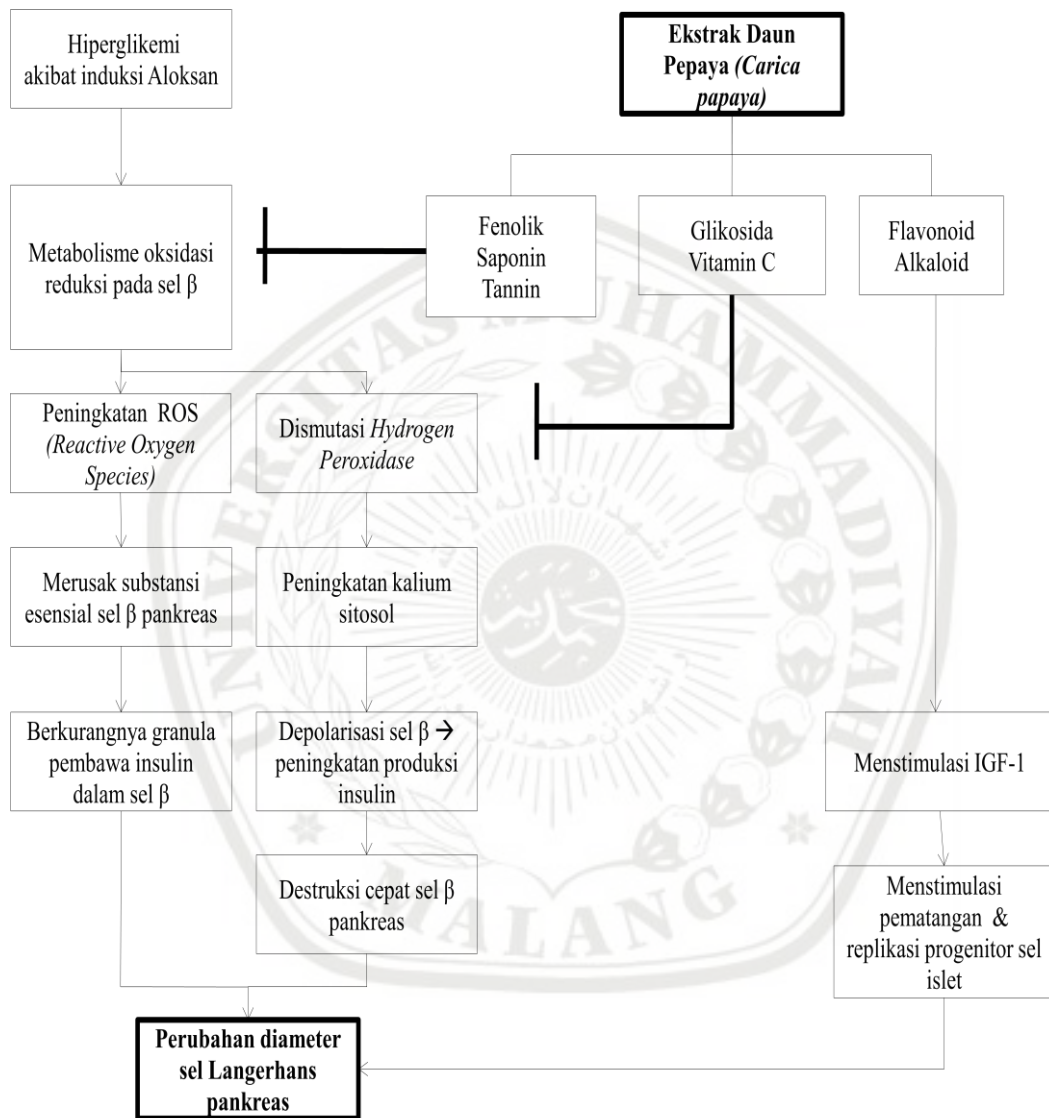 Hiperglikemi
akibat induksi Aloksan
Ekstrak Daun
Pepaya (Carica
papaya)
Metabolisme oksidasi
reduksi pada sel β
Fenolik
Saponin
Tannin
Glikosida
Vitamin C
Flavonoid
Alkaloid
Peningkatan ROS
(Reactive Oxygen
Species)
Dismutasi Hydrogen
Peroxidase
Merusak substansi
esensial sel β pankreas
Peningkatan kalium
sitosol
Berkurangnya granula
pembawa insulin
dalam sel β
Depolarisasi sel β →
peningkatan produksi
insulin
Menstimulasi IGF-1
Destruksi cepat sel β
pankreas
Menstimulasi
pematangan &
replikasi progenitor sel
islet
Perubahan diameter
sel Langerhans
pankreas
UNIVERSITAS MUHAMMADIYAH
MALANG